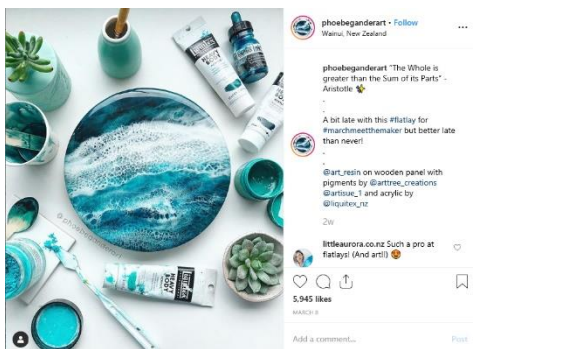 phoebeganderart • Follow
Wainui, New Zealand
phoebeganderart "The Whole is
greater than the Sum of its Parts" -
Aristotle
.
.
A bit late with this #flatlay for
#marchmeetthemaker but better late
than never!
.
.
@art_resin on wooden panel with
pigments by @arttree_creations
@artisue_1 and acrylic by
@liquitex_nz
2w
littleaurora.co.nz Such a pro at
flatlays! (And art!)
5,945 likes
MARCH 8
Add a comment...
Post
@phoebeganderart
HEAVY
BODY